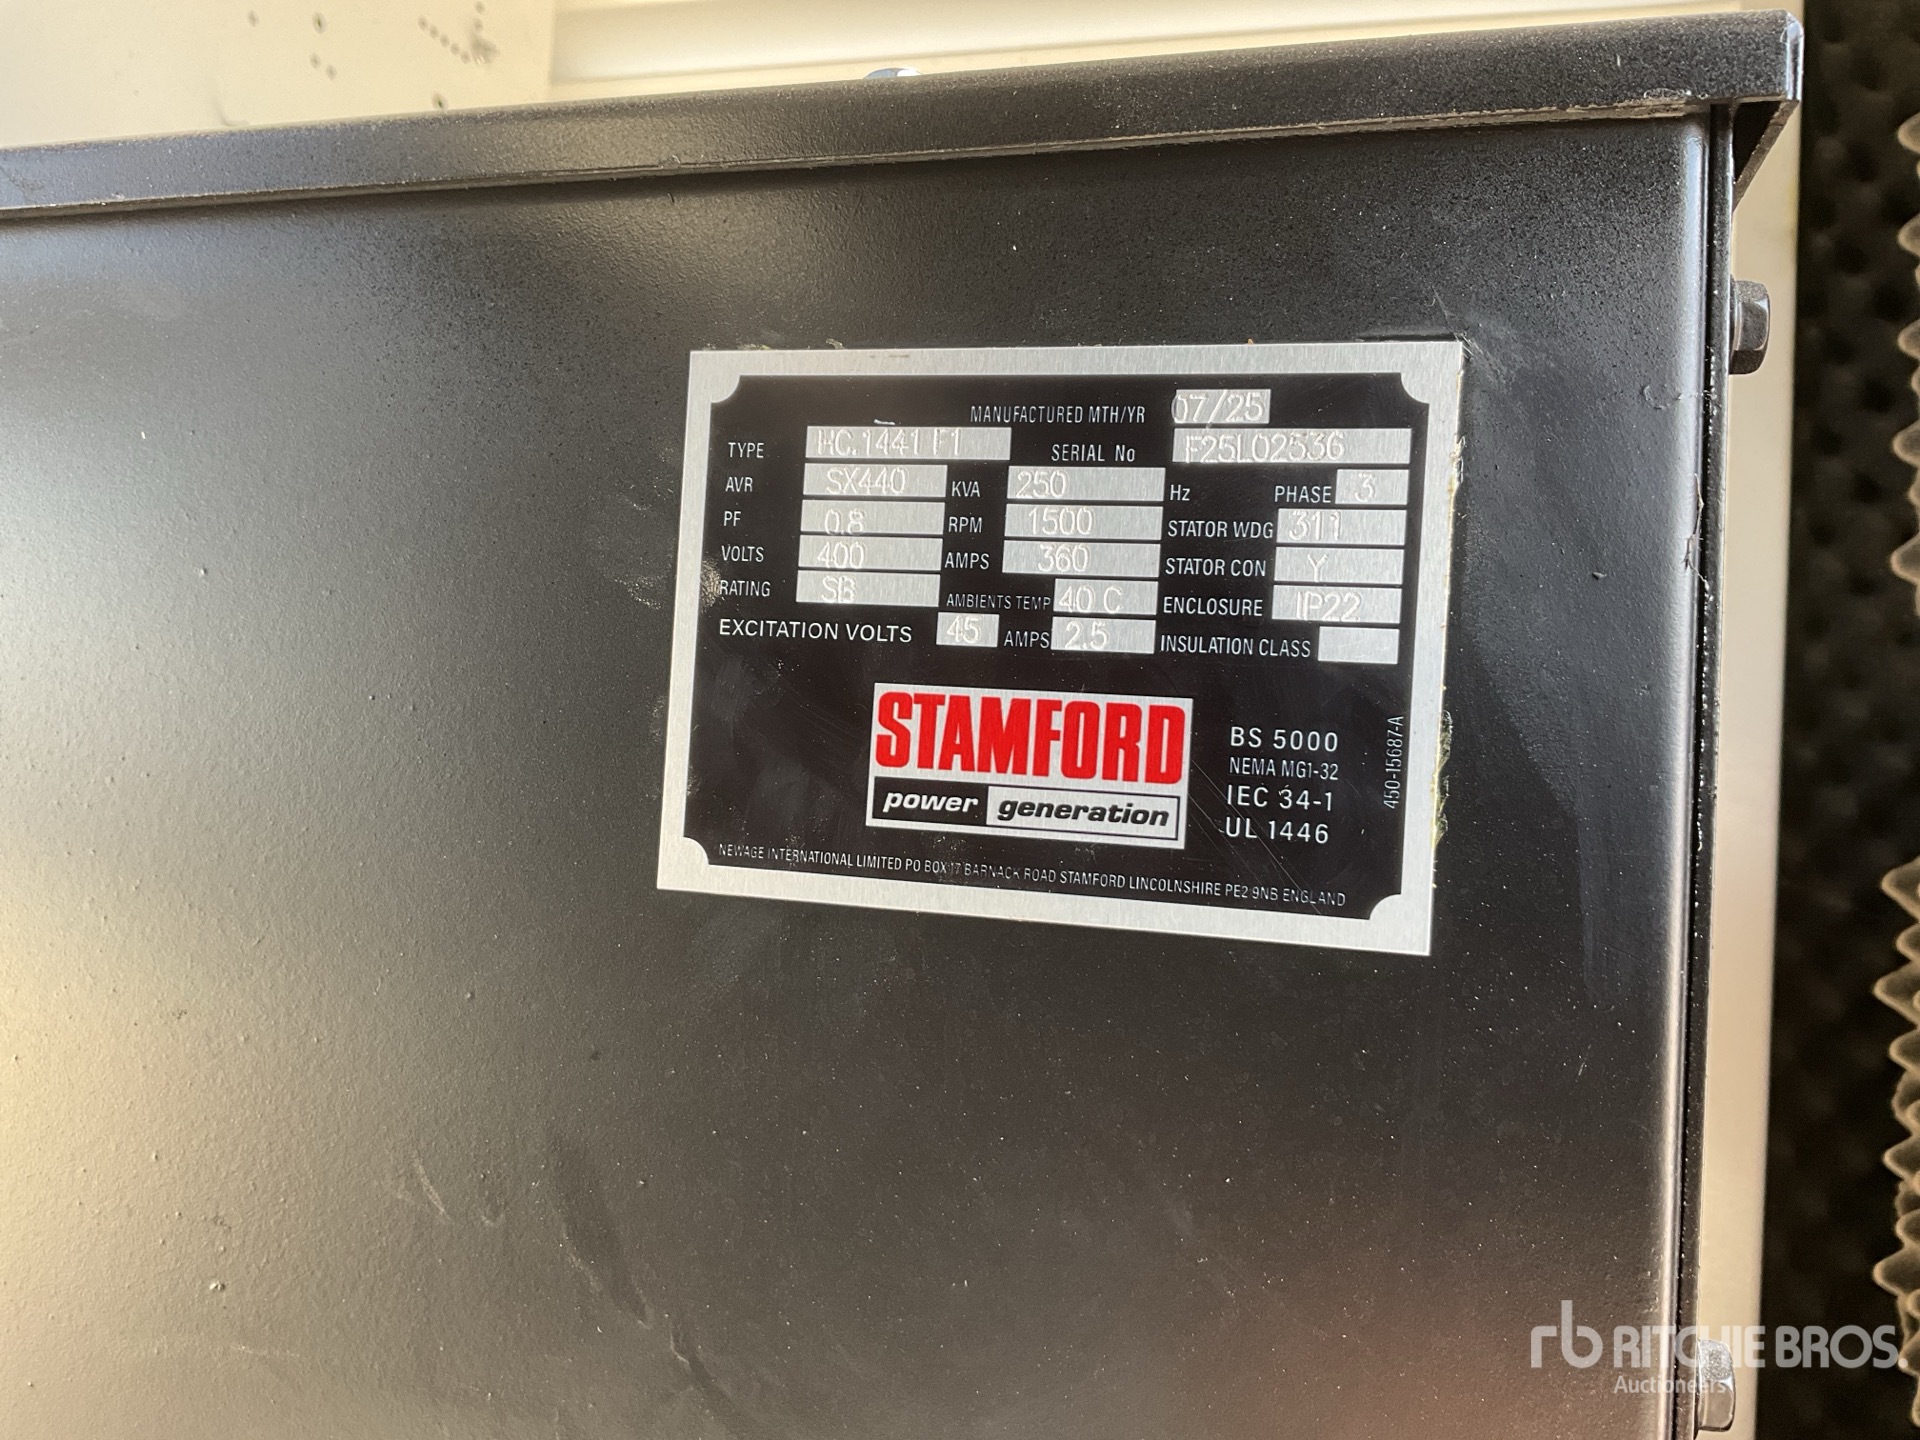 MANUFACTURED MTH/YR 07/25
TYPE HC.1441 F1 SERIAL No F25L02536
AVR SX440 KVA 250 Hz PHASE 3
PF 0.8 RPM 1500 STATOR WDG 311
VOLTS 400 AMPS 360 STATOR CON Y
RATING SB AMBIENTS TEMP 40 C ENCLOSURE IP22
EXCITATION VOLTS 45 AMPS 2.5 INSULATION CLASS
STAMFORD
power generation
BS 5000
NEMA MG1-32
IEC 34-1
UL 1446
450-15687-A
NEWAGE INTERNATIONAL LIMITED PO BOX 17 BARNACK ROAD STAMFORD LINCOLNSHIRE PE2 9NB ENGLAND
rb RITCHIE BROS.
Auctioneers